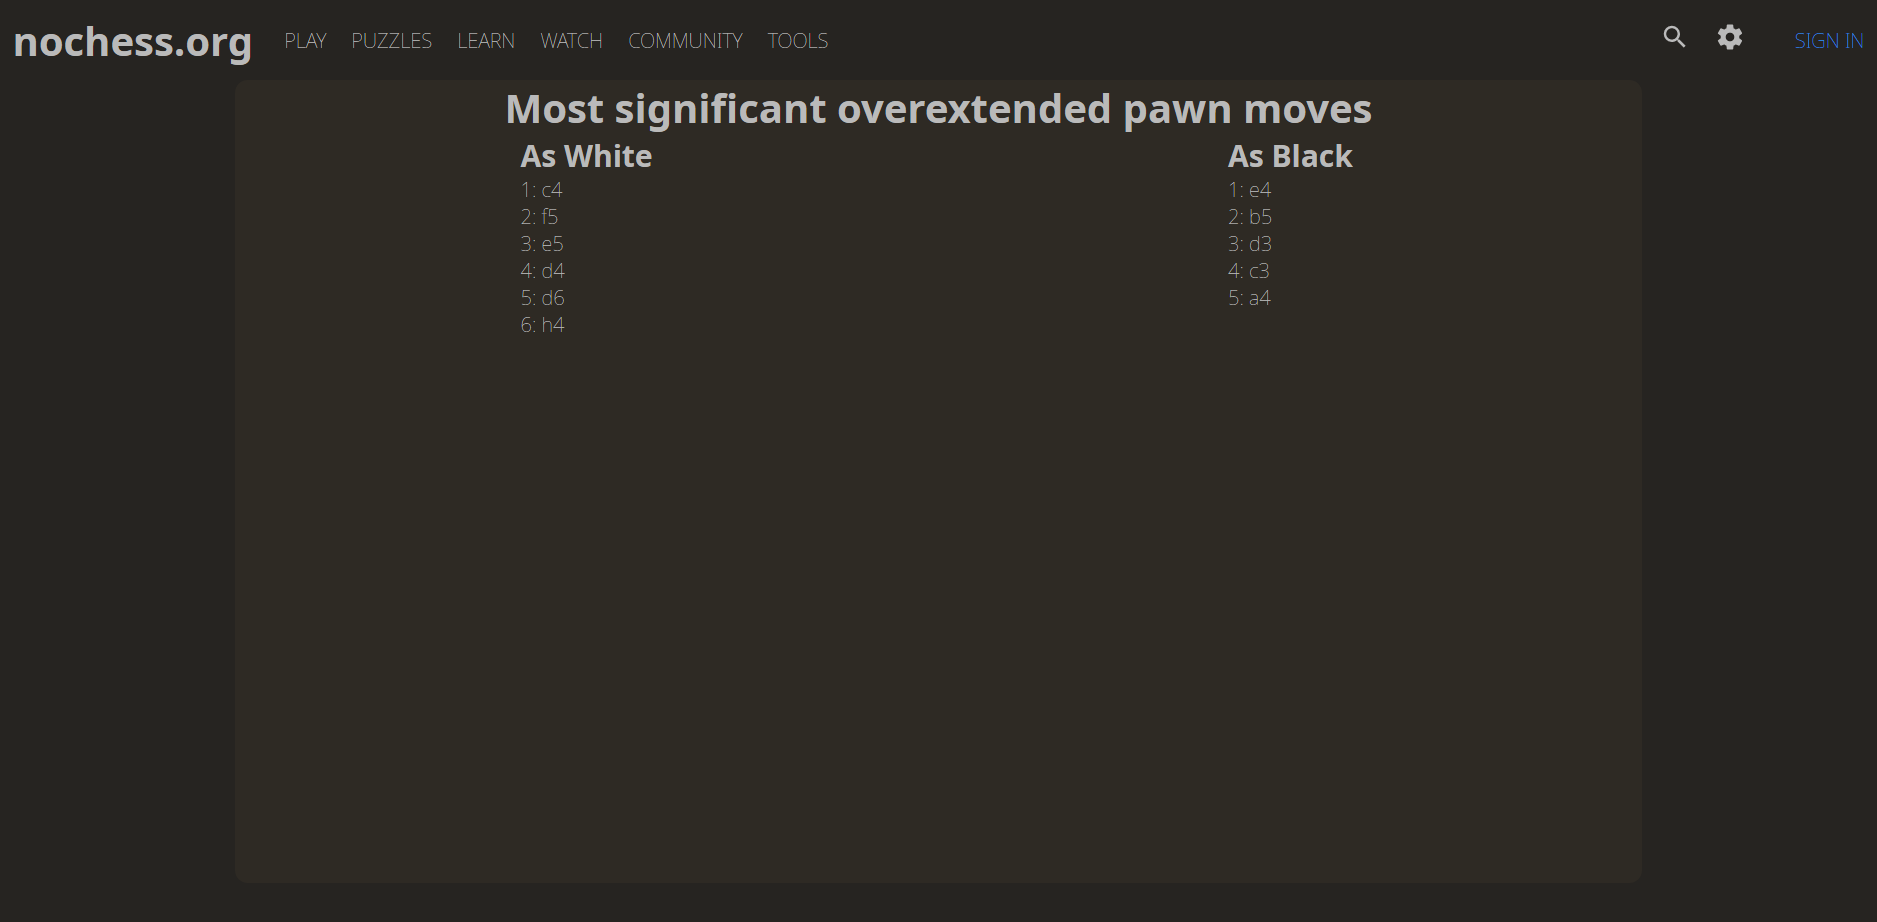 nochess.org PLAY PUZZLES LEARN WATCH COMMUNITY TOOLS SIGN IN
Most significant overextended pawn moves
As White
1: c4
2: f5
3: e5
4: d4
5: d6
6: h4
As Black
1: e4
2: b5
3: d3
4: c3
5: a4